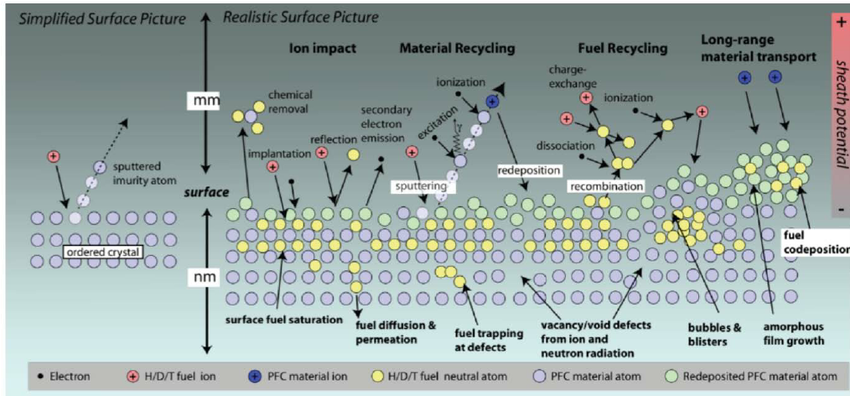 Simplified Surface Picture
Realistic Surface Picture
Ion impact
Material Recycling
Fuel Recycling
Long-range
material transport
+
sheath potential
-
mm
surface
nm
sputtered
imurity atom
ordered crystal
chemical
removal
implantation
reflection
secondary
electron
emission
ionization
excitation
sputtering
redeposition
charge-
exchange
ionization
dissociation
recombination
fuel
codeposition
surface fuel saturation
fuel diffusion &
permeation
fuel trapping
at defects
vacancy/void defects
from ion and
neutron radiation
bubbles &
blisters
amorphous
film growth
Electron
H/D/T fuel ion
PFC material ion
H/D/T fuel neutral atom
PFC material atom
Redeposited PFC material atom